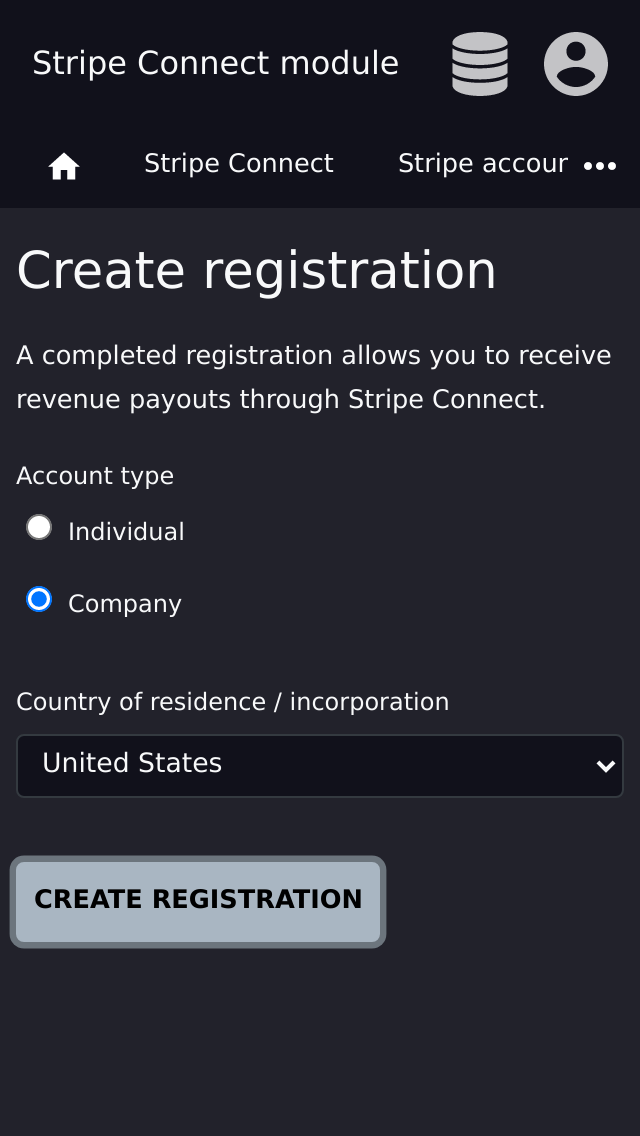 Stripe Connect module
Stripe Connect
Stripe accour
Create registration
A completed registration allows you to receive
revenue payouts through Stripe Connect.
Account type
Individual
Company
Country of residence / incorporation
United States
CREATE REGISTRATION